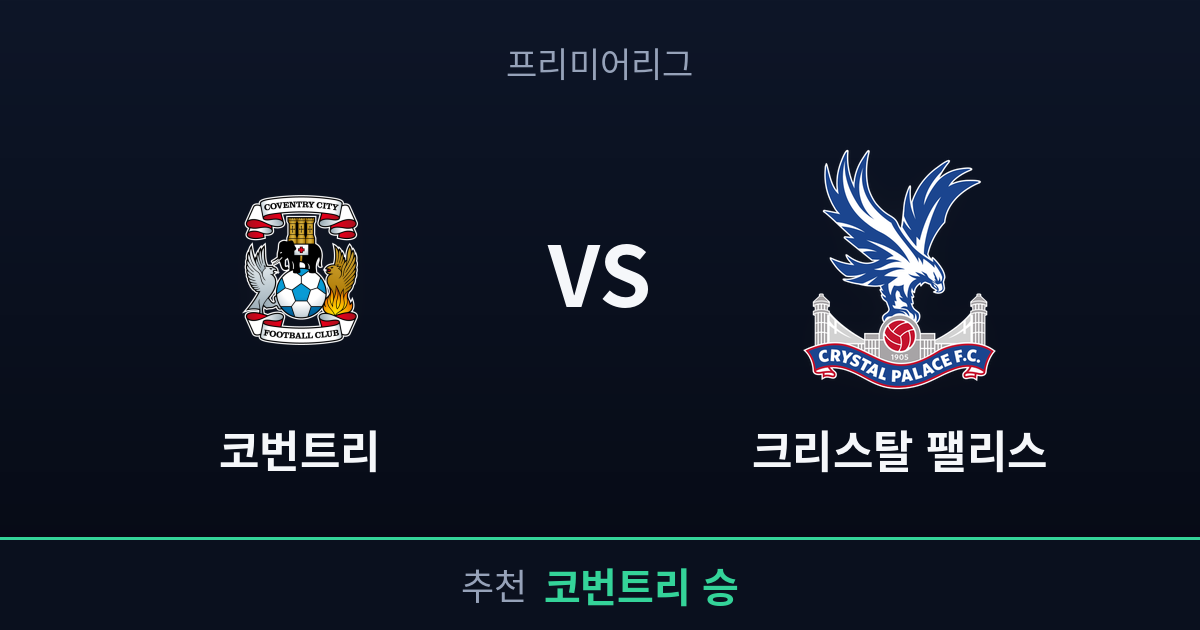 프리미어리그
COVENTRY CITY
FOOTBALL CLUB
VS
1905
CRYSTAL PALACE F.C.
코번트리
크리스탈 팰리스
추천 코번트리 승